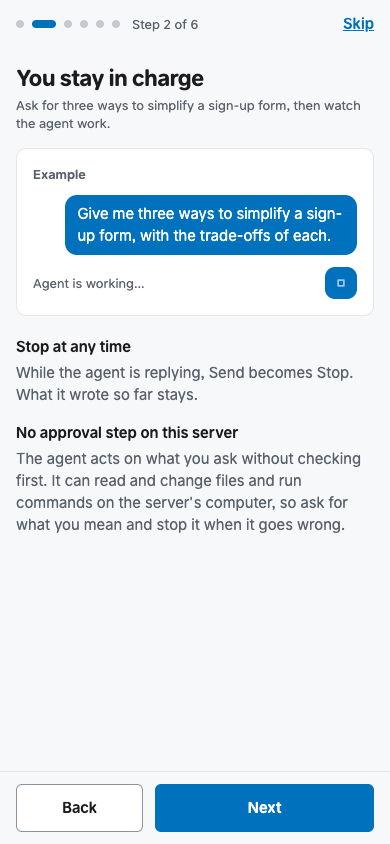 Step 2 of 6
Skip
You stay in charge
Ask for three ways to simplify a sign-up form, then watch
the agent work.
Example
Give me three ways to simplify a sign-
up form, with the trade-offs of each.
Agent is working...
Stop at any time
While the agent is replying, Send becomes Stop.
What it wrote so far stays.
No approval step on this server
The agent acts on what you ask without checking
first. It can read and change files and run
commands on the server's computer, so ask for
what you mean and stop it when it goes wrong.
Back
Next